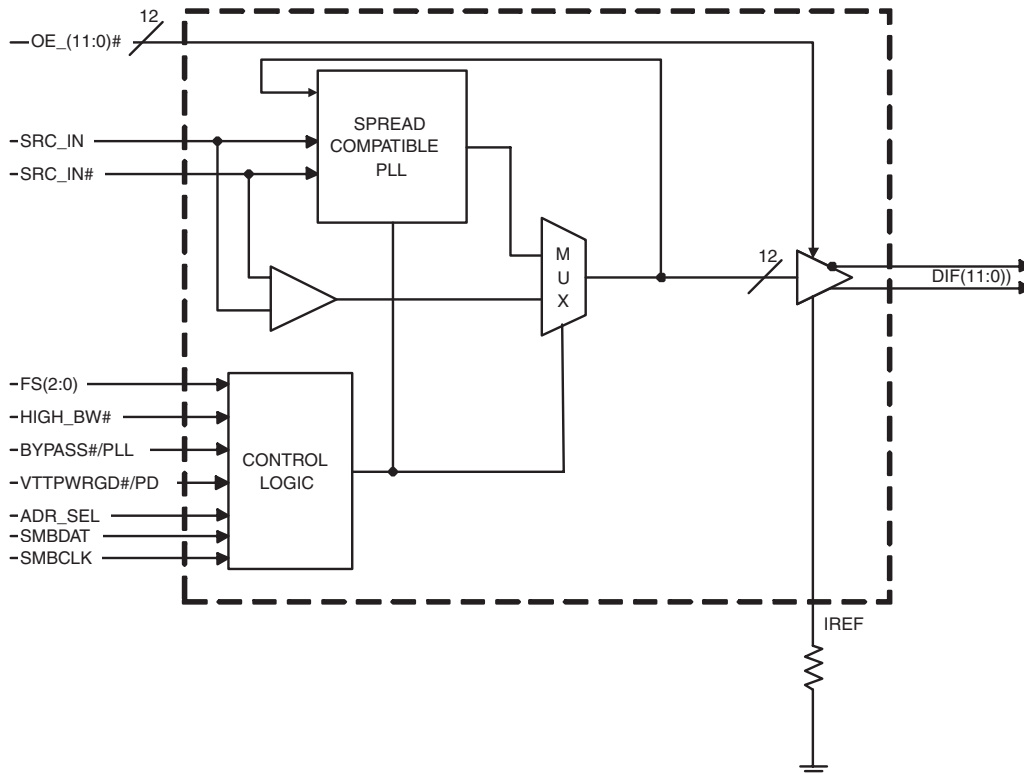 12
OE_(11:0)#
SPREAD
COMPATIBLE
PLL
SRC_IN
SRC_IN#
M
U
X
12
DIF(11:0))
FS(2:0)
HIGH_BW#
BYPASS#/PLL
VTTPWRGD#/PD
ADR_SEL
SMBDAT
SMBCLK
CONTROL
LOGIC
IREF